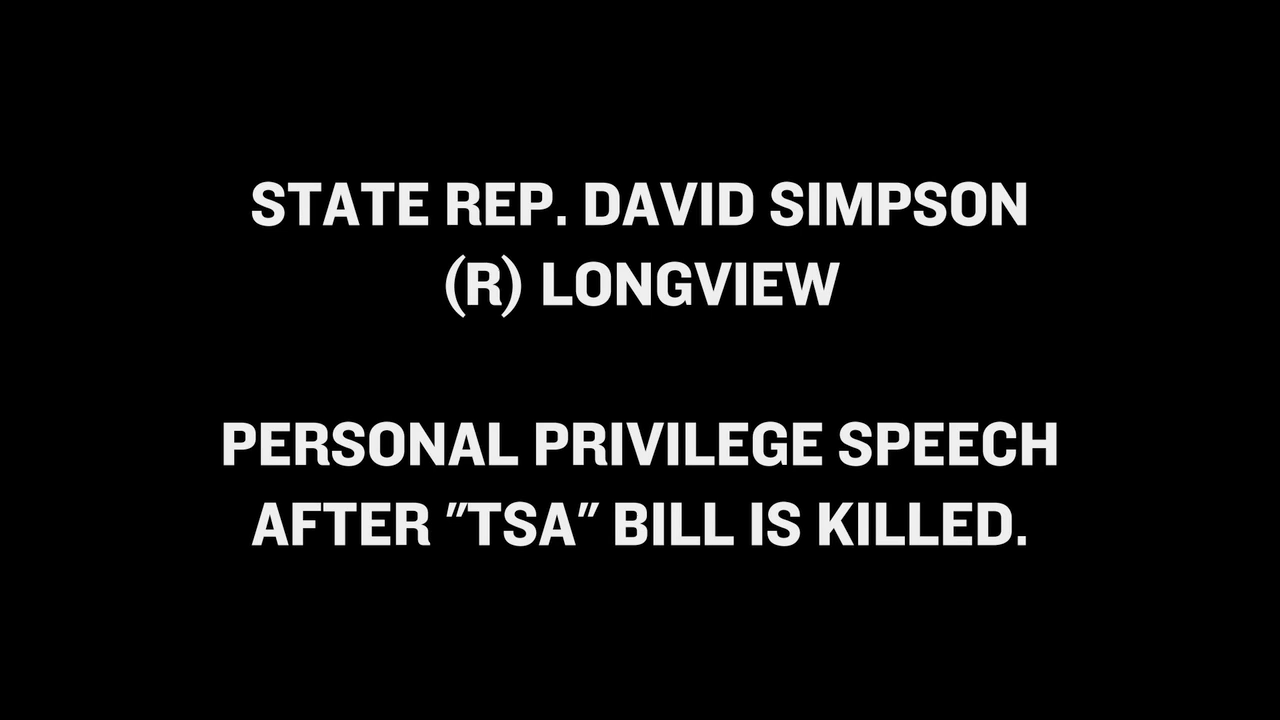 STATE REP. DAVID SIMPSON
(R) LONGVIEW
PERSONAL PRIVILEGE SPEECH
AFTER "TSA" BILL IS KILLED.